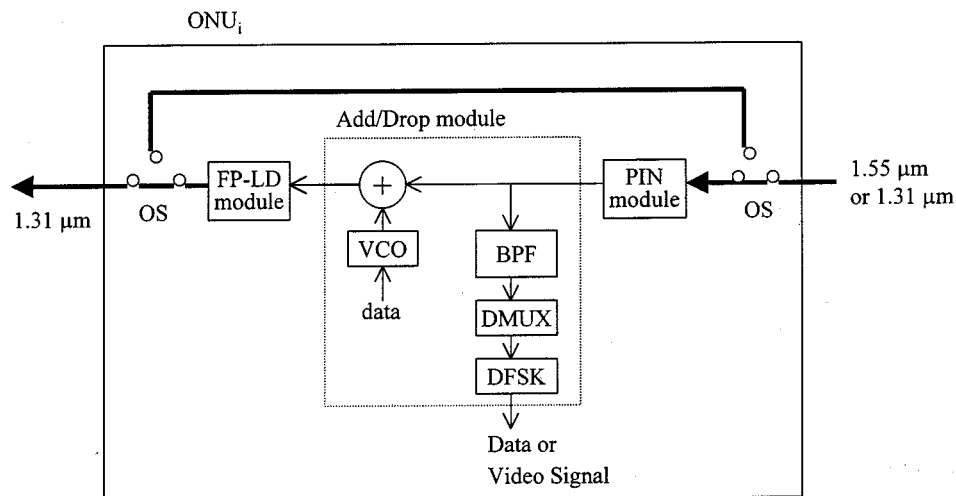 ONUᵢ
Add/Drop module
FP-LD
module
+
PIN
module
1.55 µm
or 1.31 µm
1.31 µm
OS
OS
VCO
BPF
data
DMUX
DFSK
Data or
Video Signal